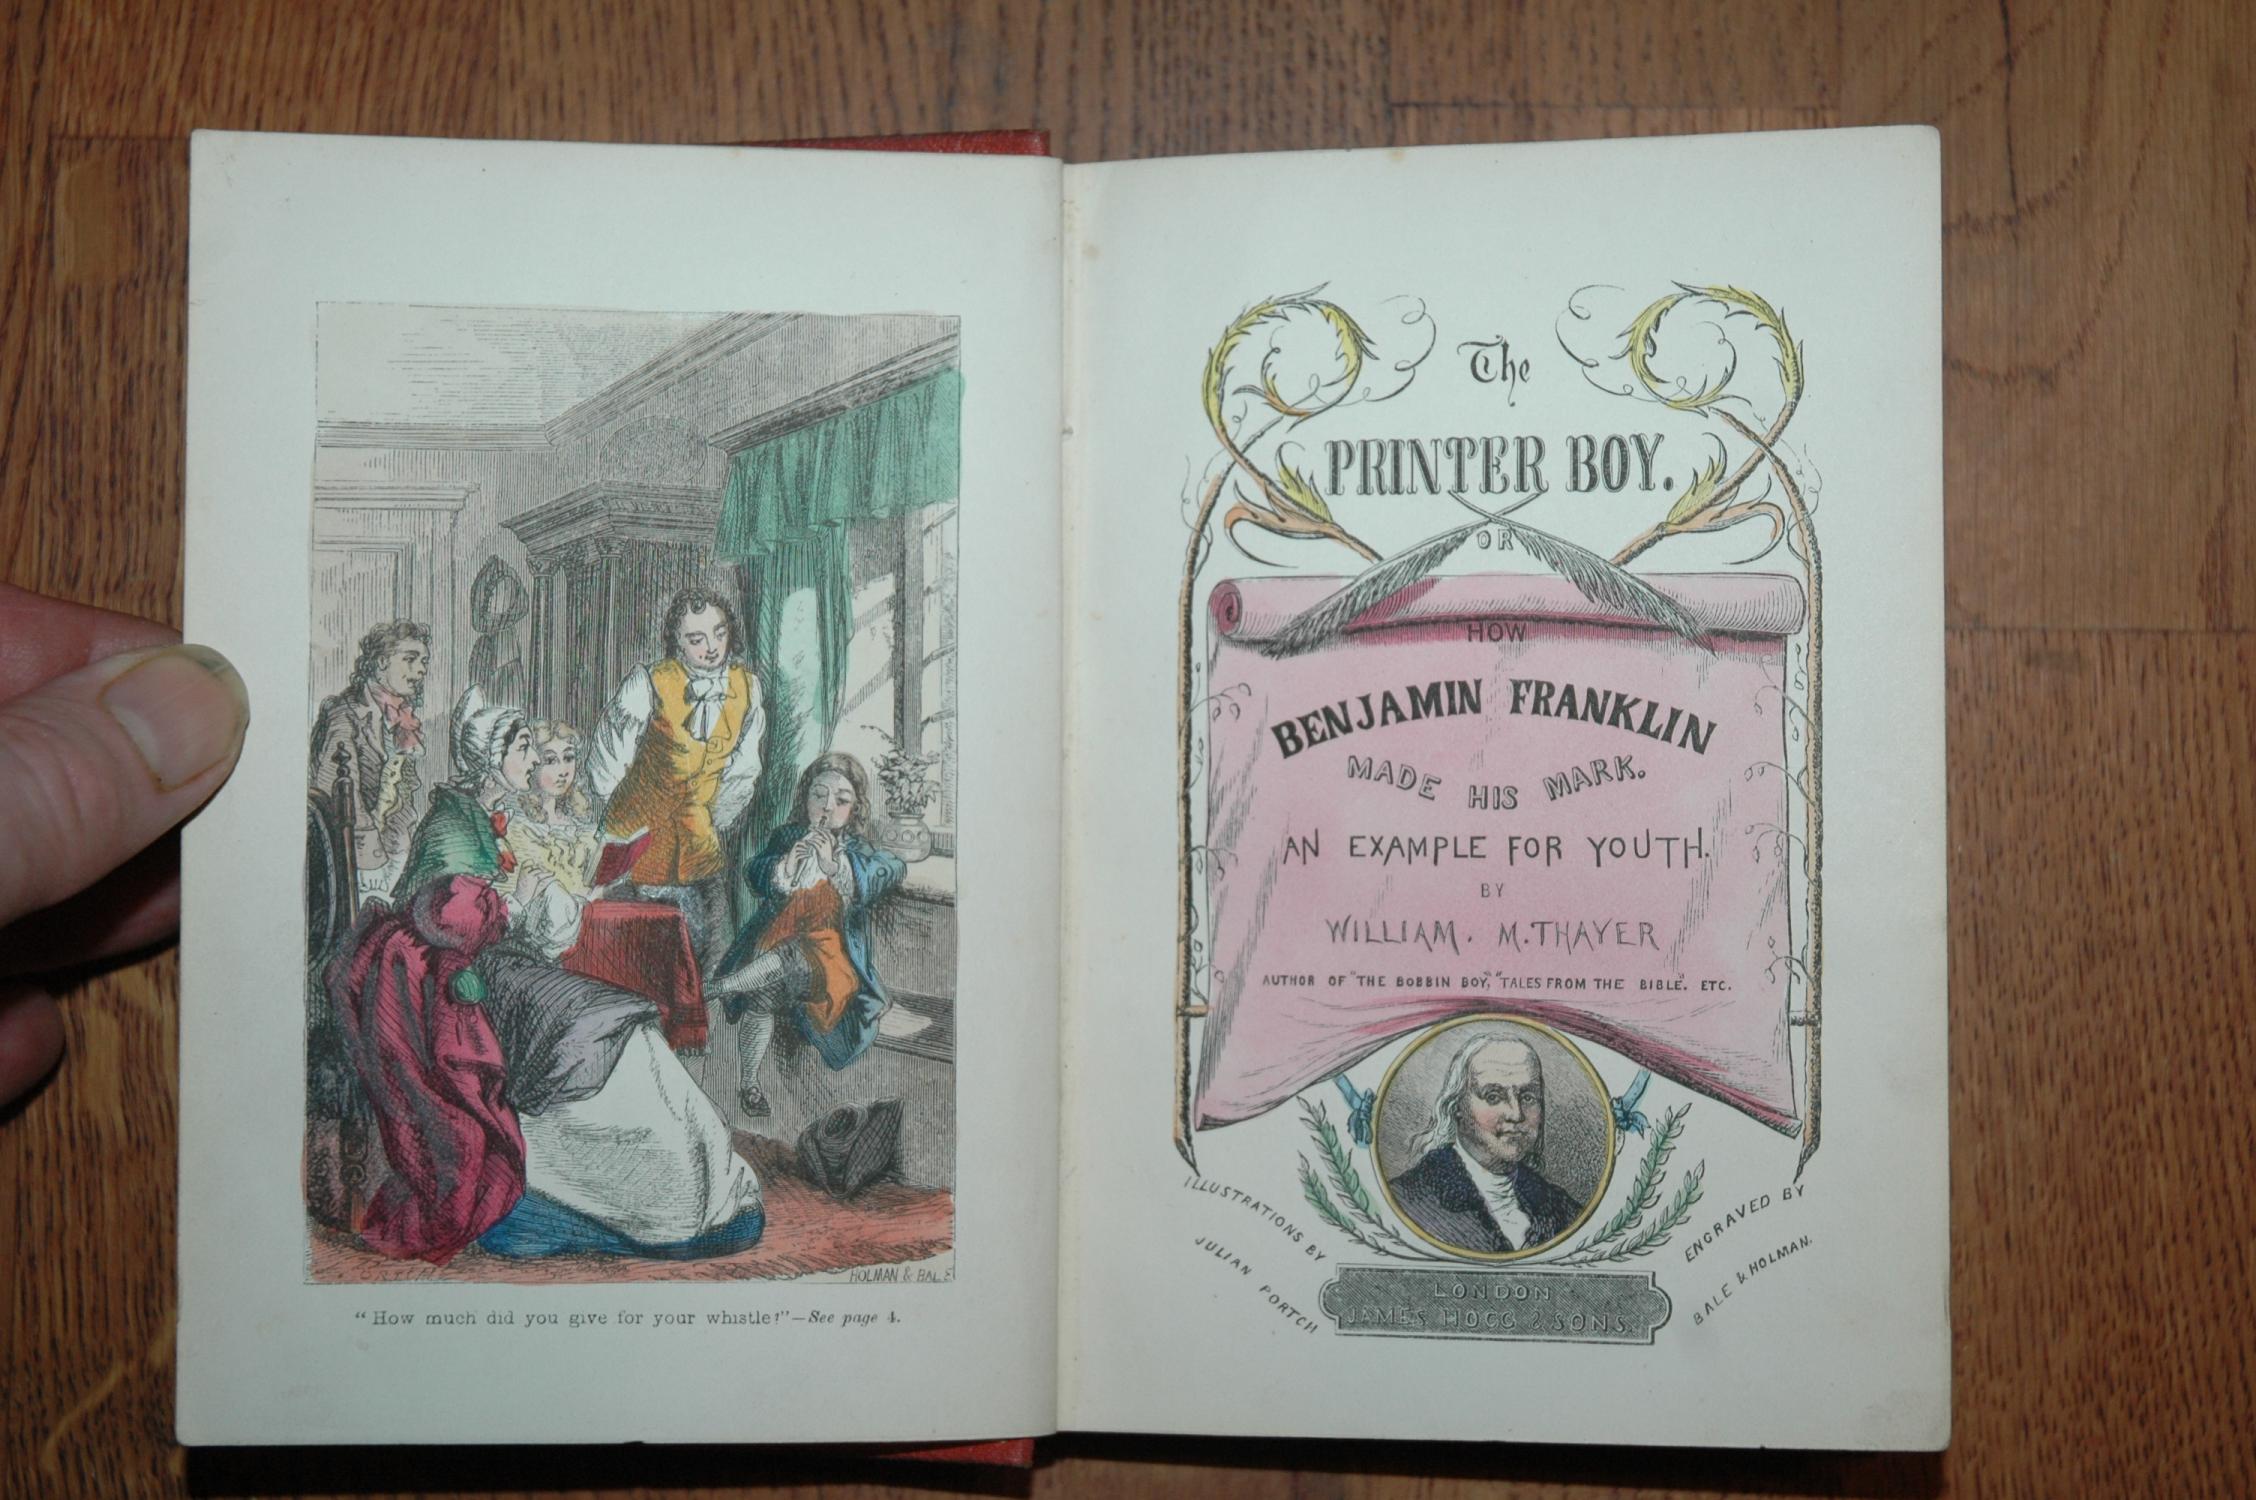 HOLMAN & BALE
"How much did you give for your whistle?"—See page 4.
The
PRINTER BOY.
OR
HOW
BENJAMIN FRANKLIN
MADE HIS MARK.
AN EXAMPLE FOR YOUTH.
BY
WILLIAM. M. THAYER
AUTHOR OF "THE BOBBIN BOY," "TALES FROM THE BIBLE". ETC.
ILLUSTRATIONS BY
JULIAN PORTCH
ENGRAVED BY
BALE & HOLMAN.
LONDON
JAMES HOGG & SONS.